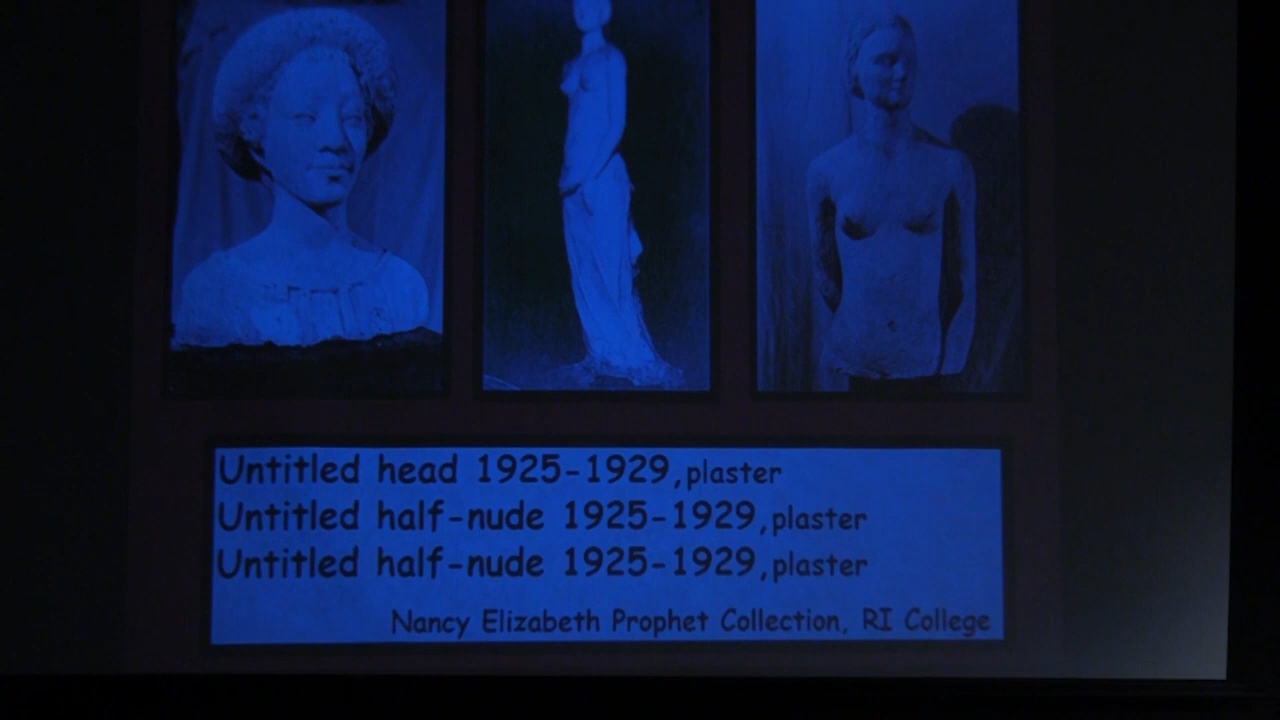 Untitled head 1925-1929,plaster
Untitled half-nude 1925-1929,plaster
Untitled half-nude 1925-1929,plaster
Nancy Elizabeth Prophet Collection, RI College